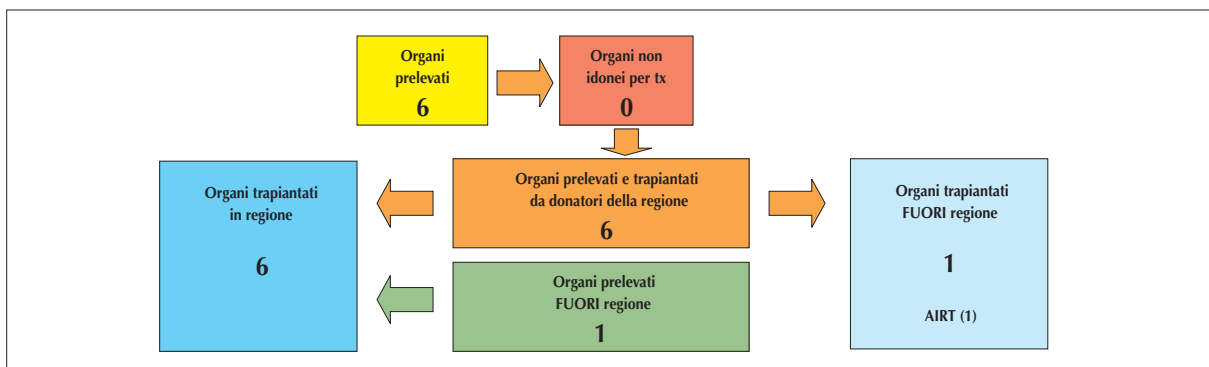 Organi
prelevati
6
Organi non
idonei per tx
0
Organi trapiantati
in regione
6
Organi prelevati e trapiantati
da donatori della regione
6
Organi trapiantati
FUORI regione
1
AIRT (1)
Organi prelevati
FUORI regione
1